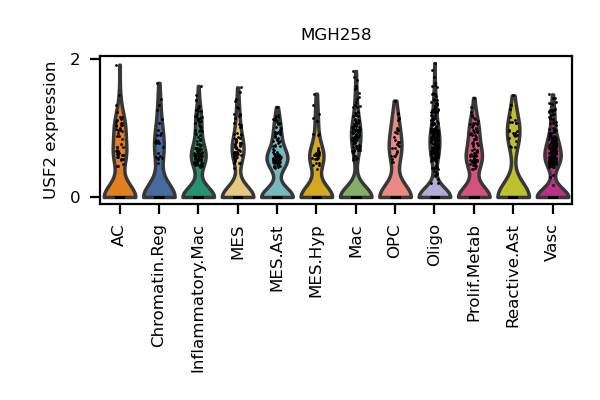 MGH258
USF2 expression
2
0
AC
Chromatin.Reg
Inflammatory.Mac
MES
MES.Ast
MES.Hyp
Mac
OPC
Oligo
Prolif.Metab
Reactive.Ast
Vasc